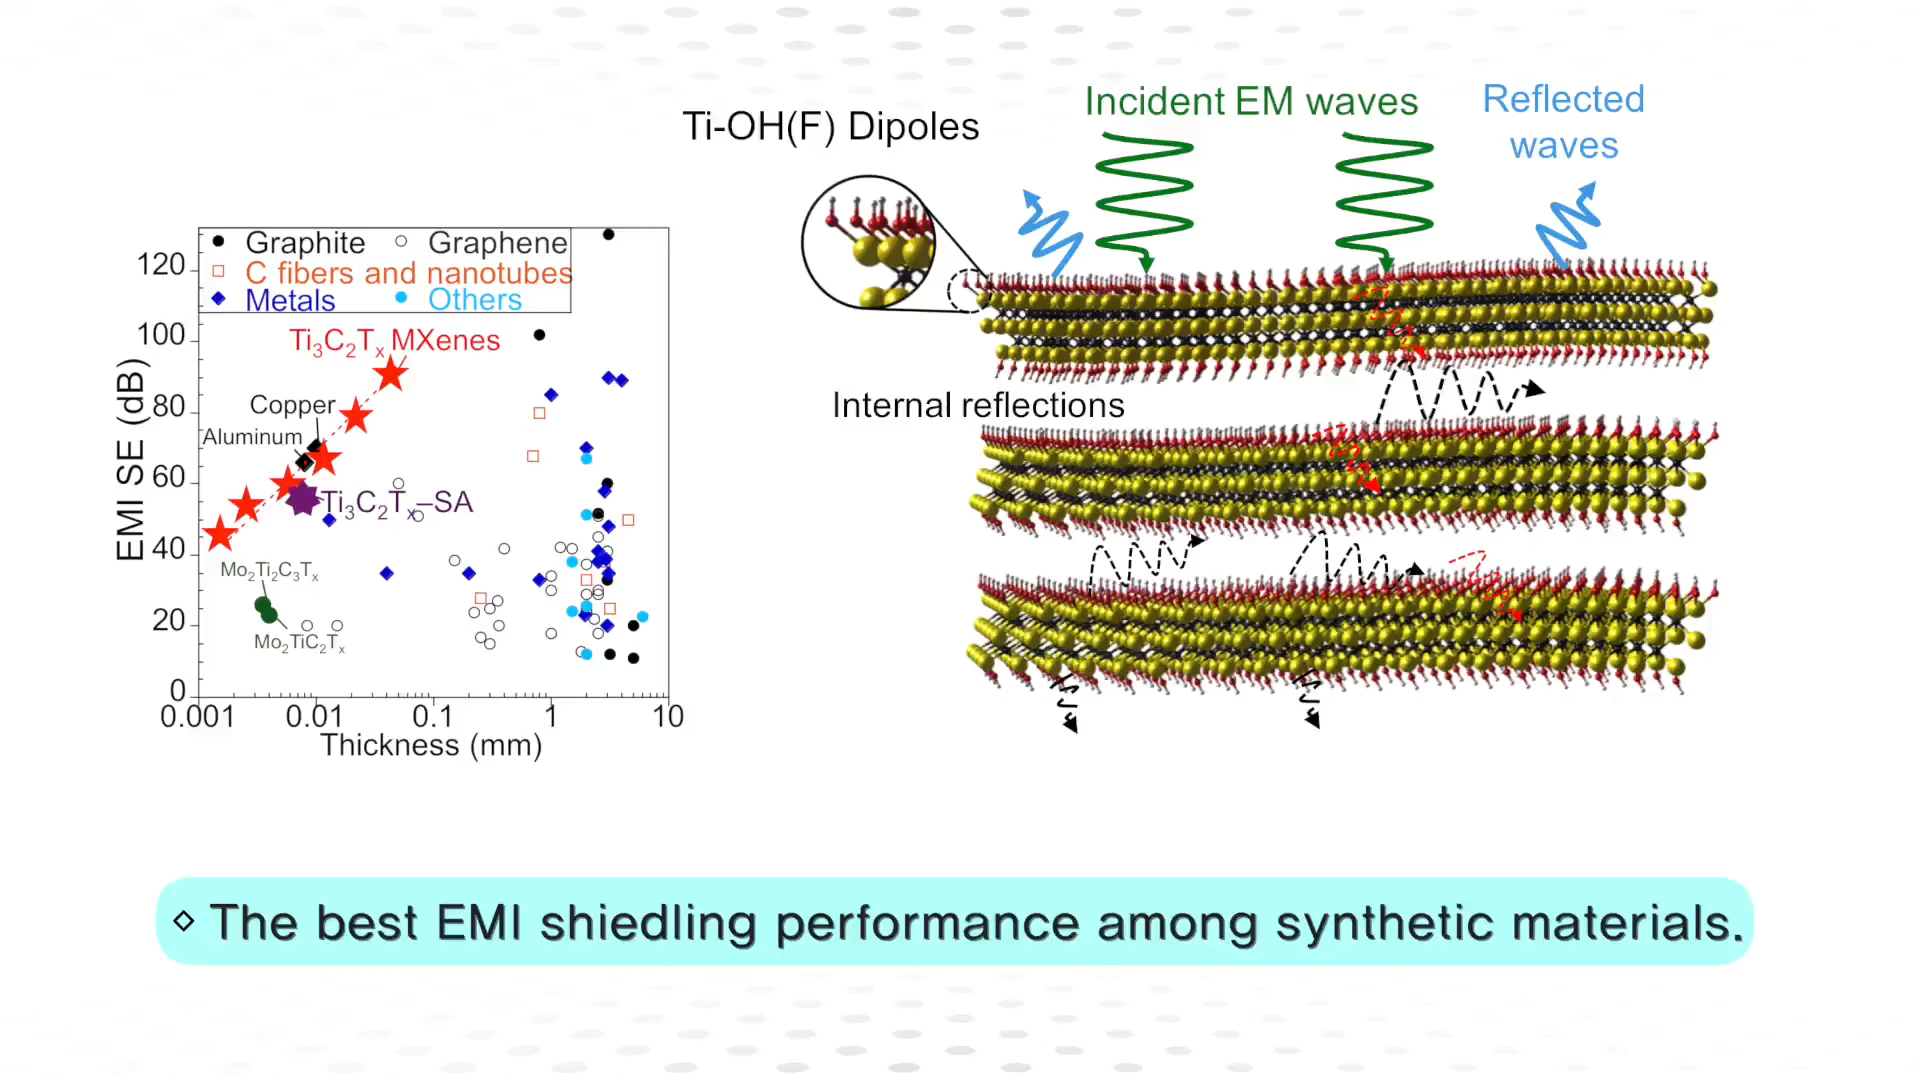 Incident EM waves
Reflected
waves
Ti-OH(F) Dipoles
Internal reflections
Graphite
Graphene
C fibers and nanotubes
Metals
Others
Ti₃C₂Tₓ MXenes
Copper
Aluminum
Ti₃C₂Tₓ–SA
Mo₂Ti₂C₃Tₓ
Mo₂TiC₂Tₓ
EMI SE (dB)
120
100
80
60
40
20
0
0.001
0.01
0.1
1
10
Thickness (mm)
⋄ The best EMI shiedling performance among synthetic materials.